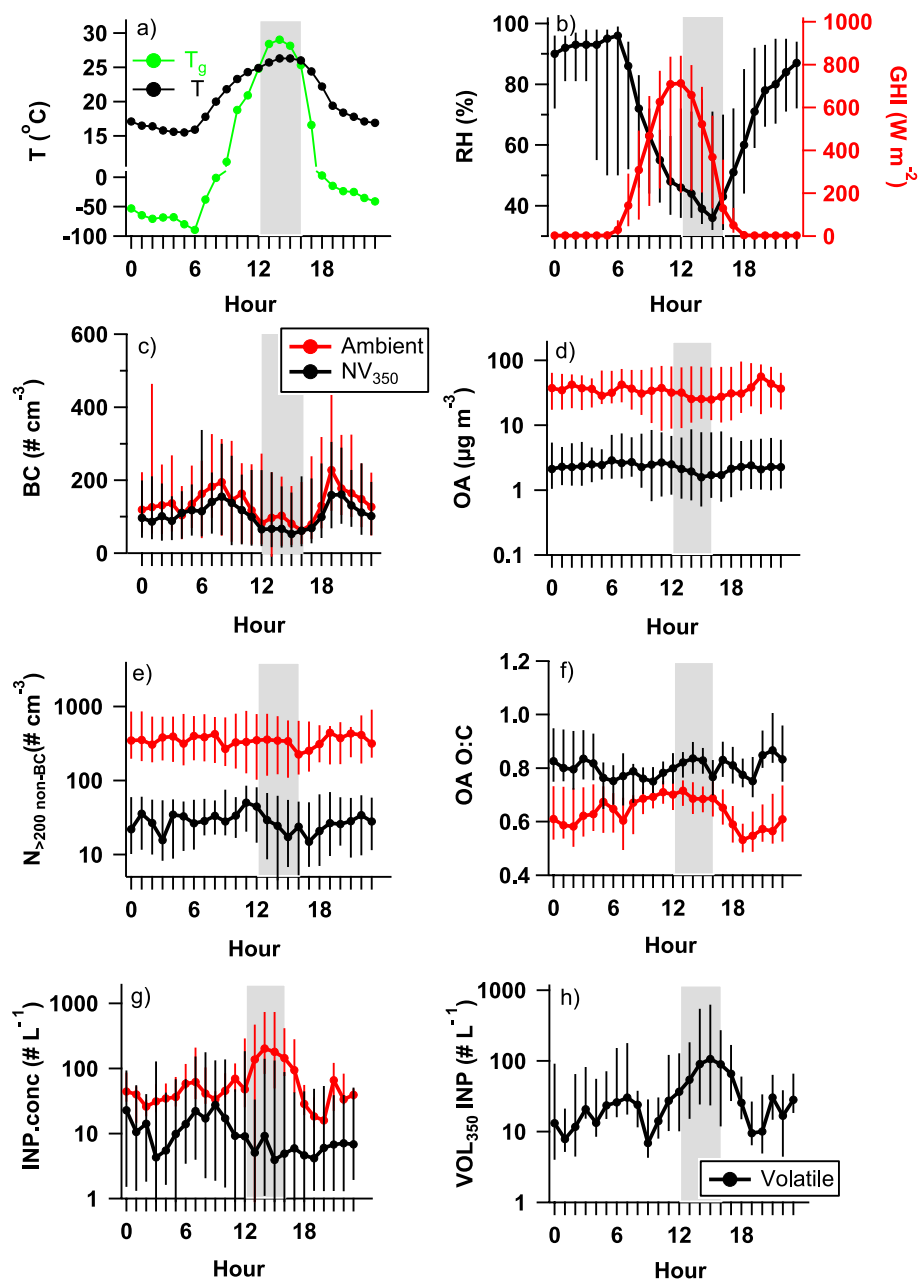 a)
30
25
20
15
0
-50
-100
T (°C)
T_g
T
0 6 12 18
Hour
b)
100
80
60
40
RH (%)
1000
800
600
400
200
0
GHI (W m⁻²)
0 6 12 18
Hour
c)
600
400
200
0
BC (# cm⁻³)
Ambient
NV₃₅₀
0 6 12 18
Hour
d)
100
10
1
0.1
OA (µg m⁻³)
0 6 12 18
Hour
e)
1000
100
10
N_>200 non-BC (# cm⁻³)
0 6 12 18
Hour
f)
1.2
1.0
0.8
0.6
0.4
OA O:C
0 6 12 18
Hour
g)
1000
100
10
1
INP.conc (# L⁻¹)
0 6 12 18
Hour
h)
1000
100
10
1
VOL₃₅₀ INP (# L⁻¹)
Volatile
0 6 12 18
Hour